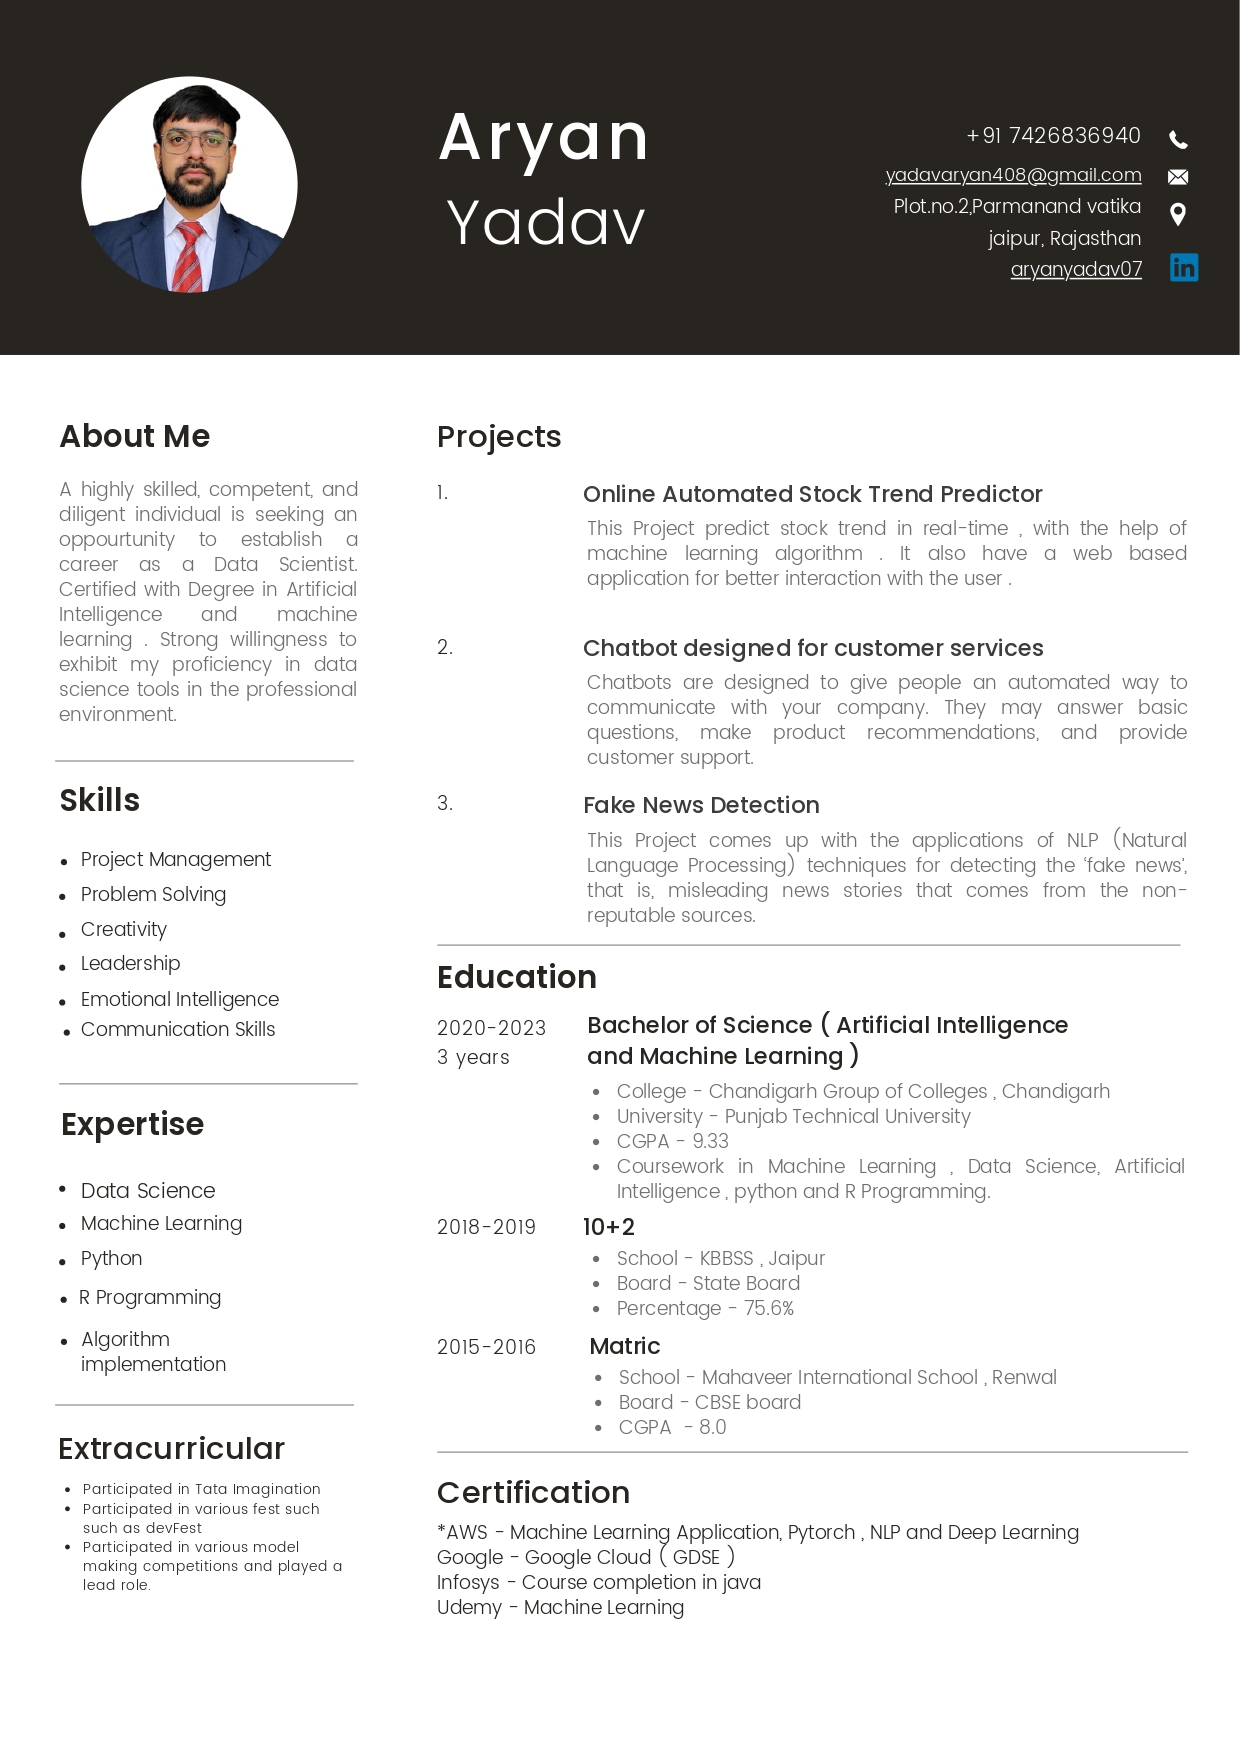 Aryan
Yadav
+91 7426836940
yadavaryan408@gmail.com
Plot.no.2,Parmanand vatika
jaipur, Rajasthan
aryanyadav07
in
About Me
A highly skilled, competent, and
diligent individual is seeking an
oppourtunity to establish a
career as a Data Scientist.
Certified with Degree in Artificial
Intelligence and machine
learning . Strong willingness to
exhibit my proficiency in data
science tools in the professional
environment.
Skills
• Project Management
• Problem Solving
• Creativity
• Leadership
• Emotional Intelligence
• Communication Skills
Expertise
• Data Science
• Machine Learning
• Python
• R Programming
• Algorithm
implementation
Extracurricular
• Participated in Tata Imagination
• Participated in various fest such
such as devFest
• Participated in various model
making competitions and played a
lead role.
Projects
1. Online Automated Stock Trend Predictor
This Project predict stock trend in real-time , with the help of
machine learning algorithm . It also have a web based
application for better interaction with the user .
2. Chatbot designed for customer services
Chatbots are designed to give people an automated way to
communicate with your company. They may answer basic
questions, make product recommendations, and provide
customer support.
3. Fake News Detection
This Project comes up with the applications of NLP (Natural
Language Processing) techniques for detecting the ‘fake news’,
that is, misleading news stories that comes from the non-
reputable sources.
Education
2020-2023 Bachelor of Science ( Artificial Intelligence
3 years and Machine Learning )
• College - Chandigarh Group of Colleges , Chandigarh
• University - Punjab Technical University
• CGPA - 9.33
• Coursework in Machine Learning , Data Science, Artificial
Intelligence , python and R Programming.
2018-2019 10+2
• School - KBBSS , Jaipur
• Board - State Board
• Percentage - 75.6%
2015-2016 Matric
• School - Mahaveer International School , Renwal
• Board - CBSE board
• CGPA - 8.0
Certification
*AWS - Machine Learning Application, Pytorch , NLP and Deep Learning
Google - Google Cloud ( GDSE )
Infosys - Course completion in java
Udemy - Machine Learning